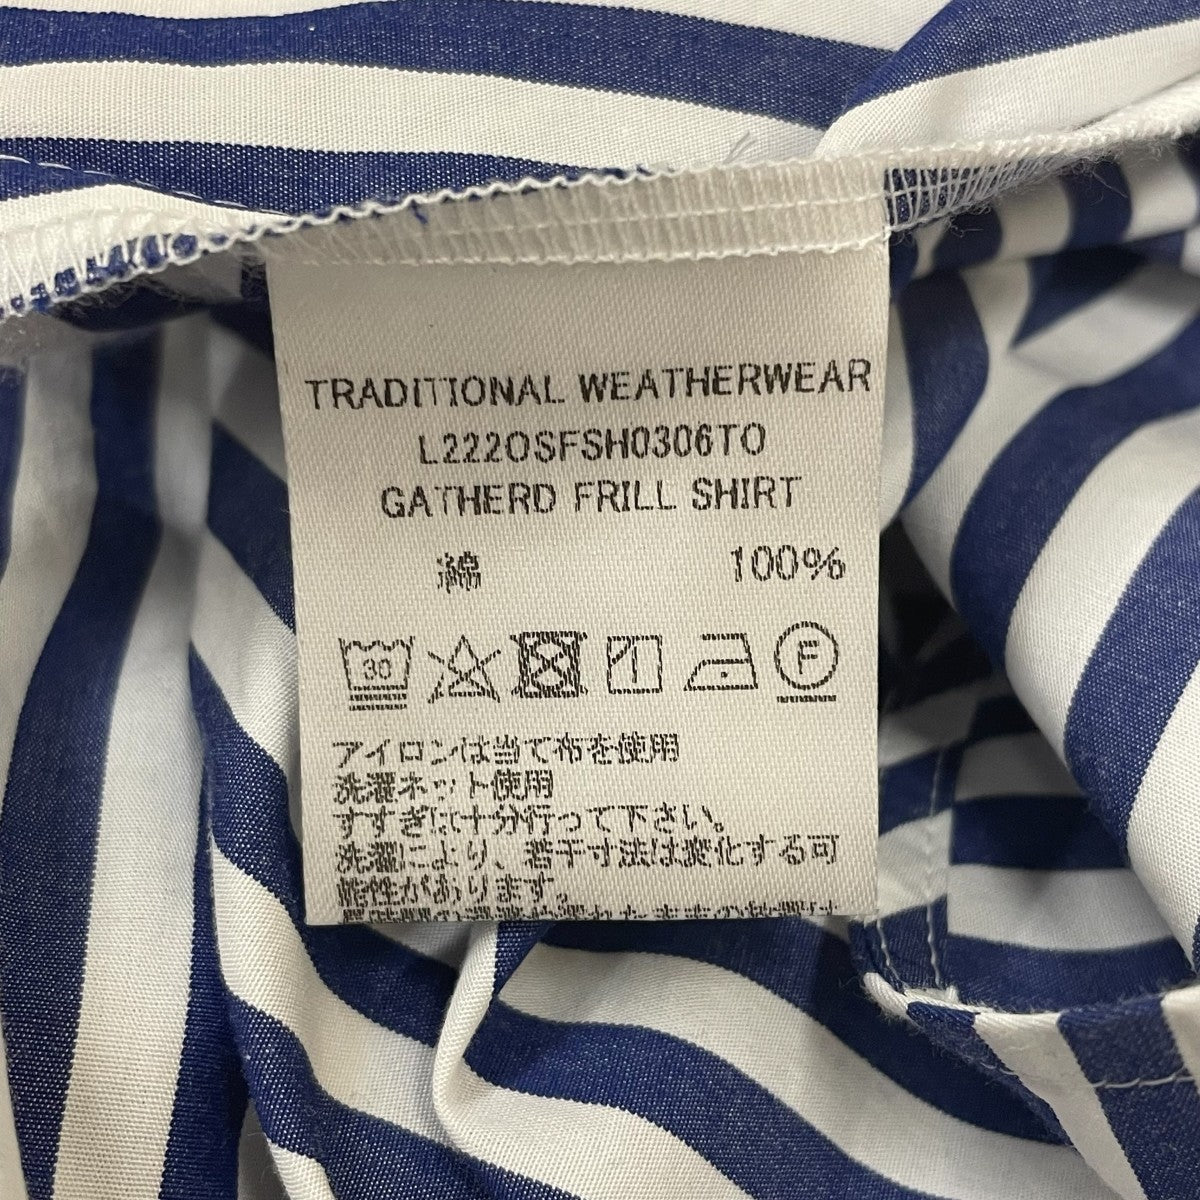 TRADITIONAL WEATHERWEAR
L222OSFSH0306TO
GATHERD FRILL SHIRT
綿 100%
30 F
アイロンは当て布を使用
洗濯ネット使用
すすぎは十分行って下さい。
洗濯により、若干寸法は変化する可
能性があります。